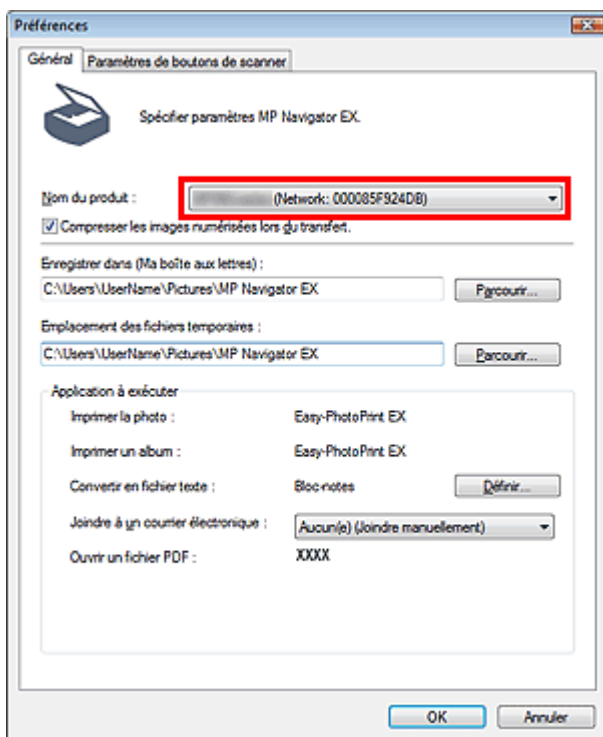 Préférences
Général Paramètres de boutons de scanner
Spécifier paramètres MP Navigator EX.
Nom du produit : (Network: 000085F924DB)
Compresser les images numérisées lors du transfert.
Enregistrer dans (Ma boîte aux lettres) :
C:\Users\UserName\Pictures\MP Navigator EX Parcourir...
Emplacement des fichiers temporaires :
C:\Users\UserName\Pictures\MP Navigator EX Parcourir...
Application à exécuter
Imprimer la photo : Easy-PhotoPrint EX
Imprimer un album : Easy-PhotoPrint EX
Convertir en fichier texte : Bloc-notes Définir...
Joindre à un courrier électronique : Aucun(e) (Joindre manuellement)
Ouvrir un fichier PDF : XXXX
OK Annuler